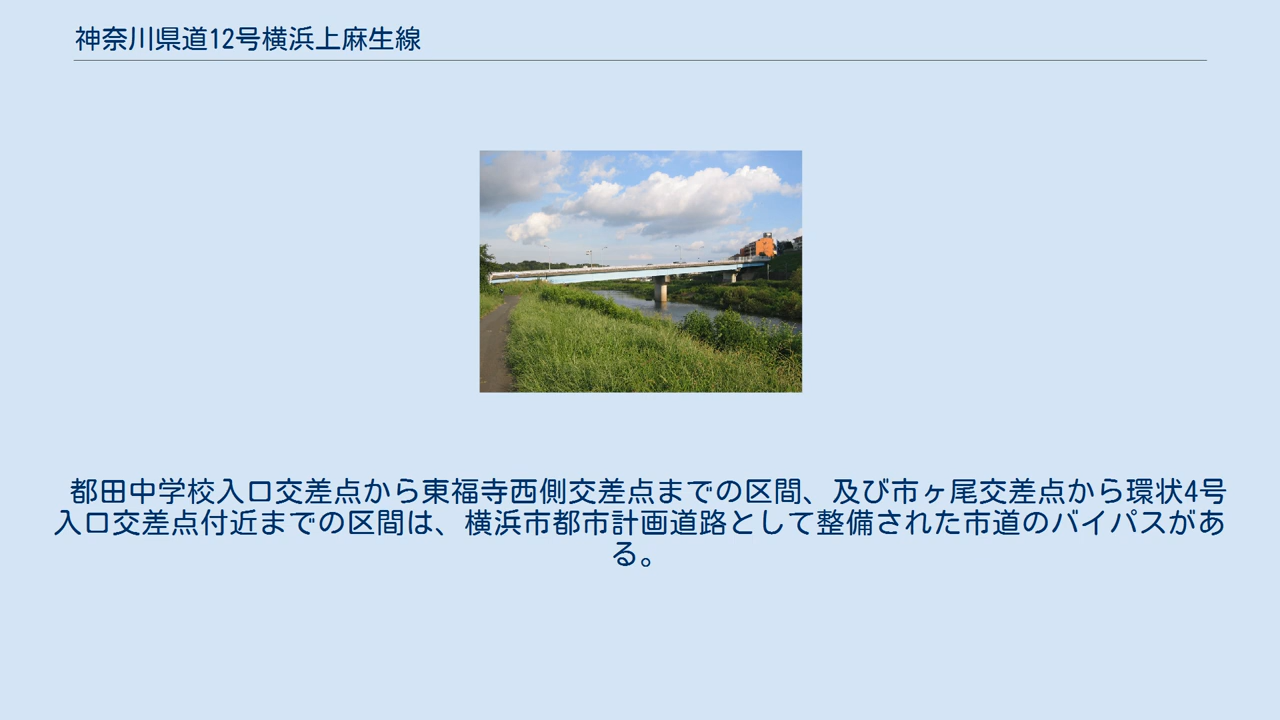 神奈川県道12号横浜上麻生線
都田中学校入口交差点から東福寺西側交差点までの区間、及び市ヶ尾交差点から環状4号
入口交差点付近までの区間は、横浜市都市計画道路として整備された市道のバイパスがあ
る。